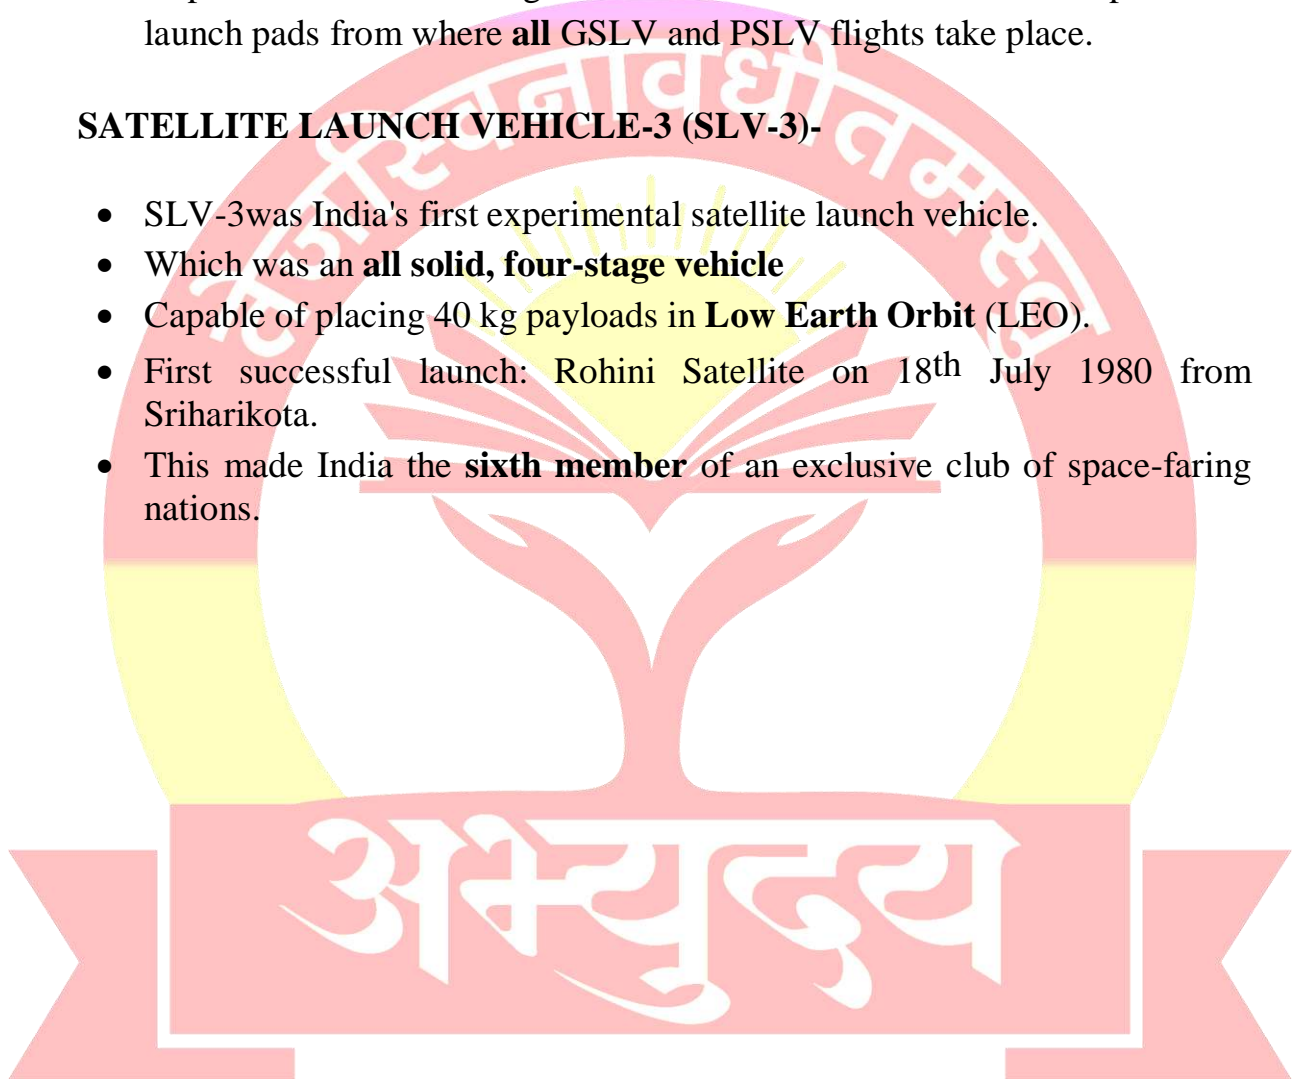 launch pads from where all GSLV and PSLV flights take place.
SATELLITE LAUNCH VEHICLE-3 (SLV-3)-
• SLV-3was India's first experimental satellite launch vehicle.
• Which was an all solid, four-stage vehicle
• Capable of placing 40 kg payloads in Low Earth Orbit (LEO).
• First successful launch: Rohini Satellite on 18th July 1980 from
Sriharikota.
• This made India the sixth member of an exclusive club of space-faring
nations.
तेजस्विनावधीतमस्तु
अभ्युदय